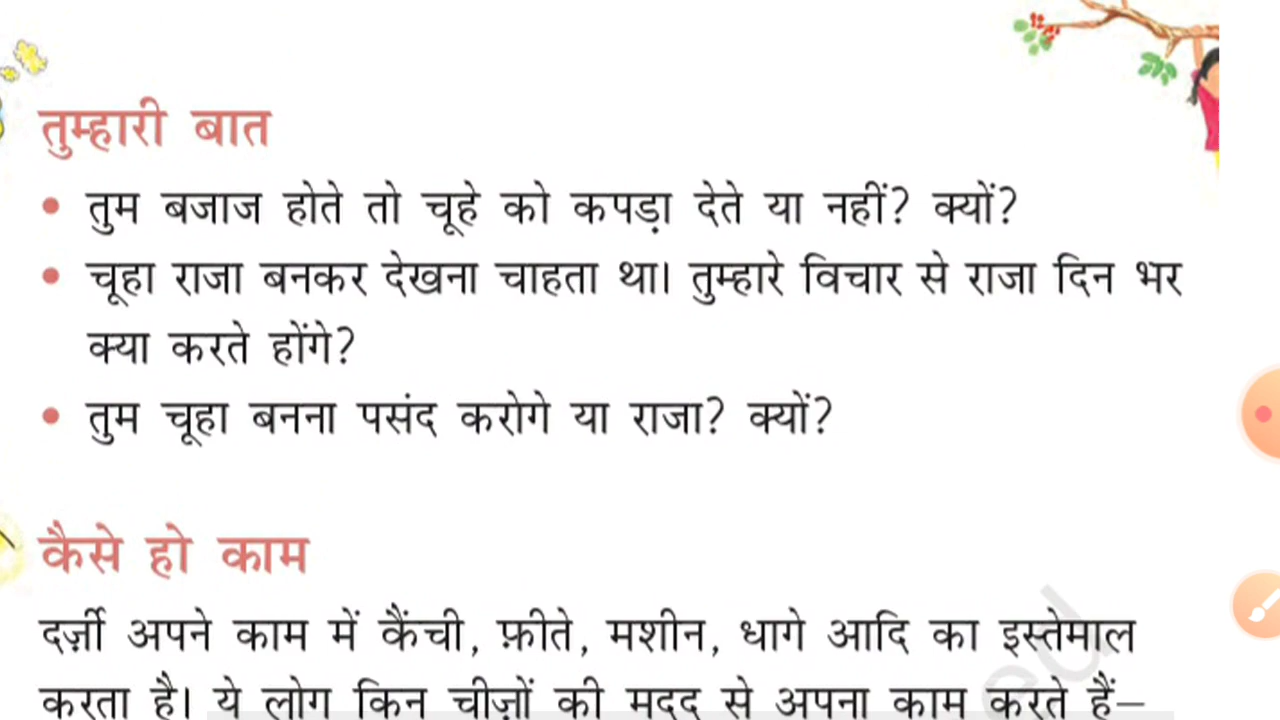 तुम्हारी बात
• तुम बजाज होते तो चूहे को कपड़ा देते या नहीं? क्यों?
• चूहा राजा बनकर देखना चाहता था। तुम्हारे विचार से राजा दिन भर
क्या करते होंगे?
• तुम चूहा बनना पसंद करोगे या राजा? क्यों?
कैसे हो काम
दर्ज़ी अपने काम में कैंची, फ़ीते, मशीन, धागे आदि का इस्तेमाल
करता है। ये लोग किन चीज़ों की मदद से अपना काम करते हैं–